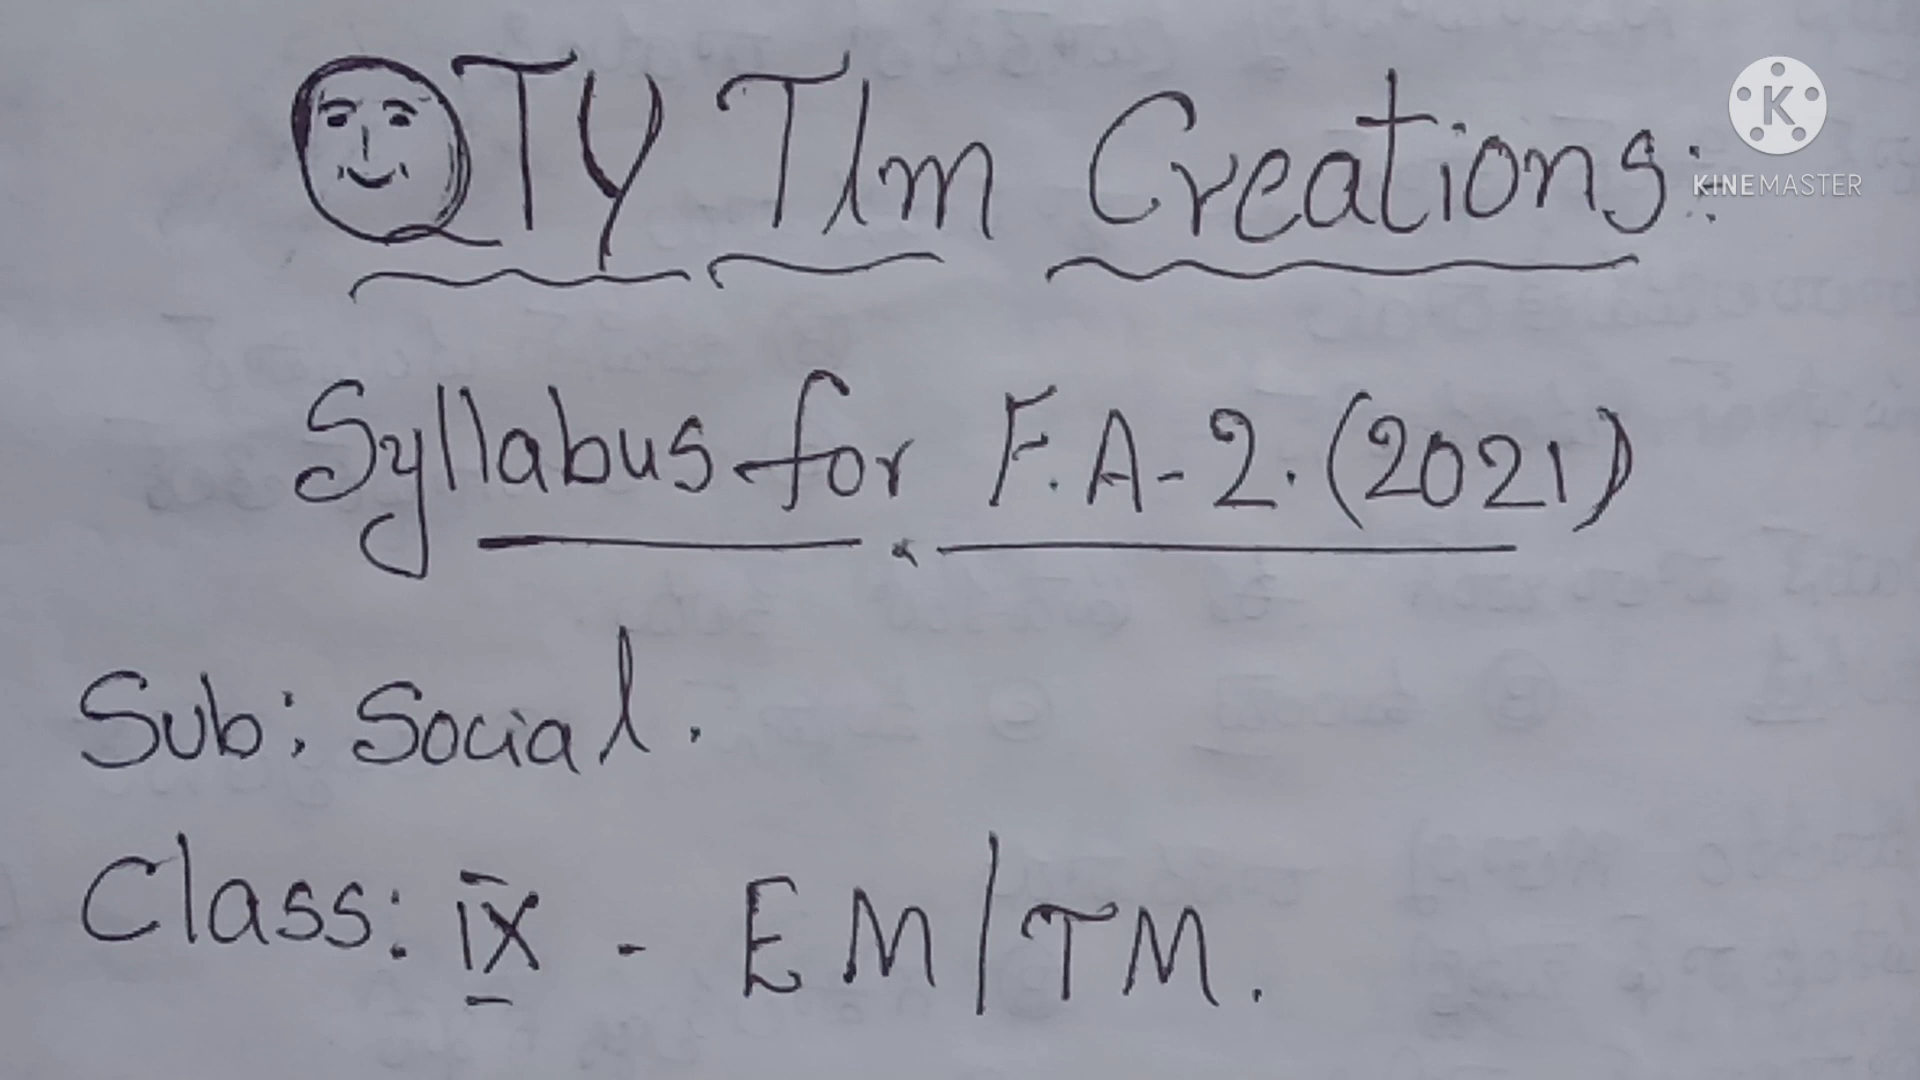 QTY Tlm Creations:-
K
KINEMASTER
Syllabus for F.A-2.(2021)
Sub: Social.
Class: IX - EM/TM.